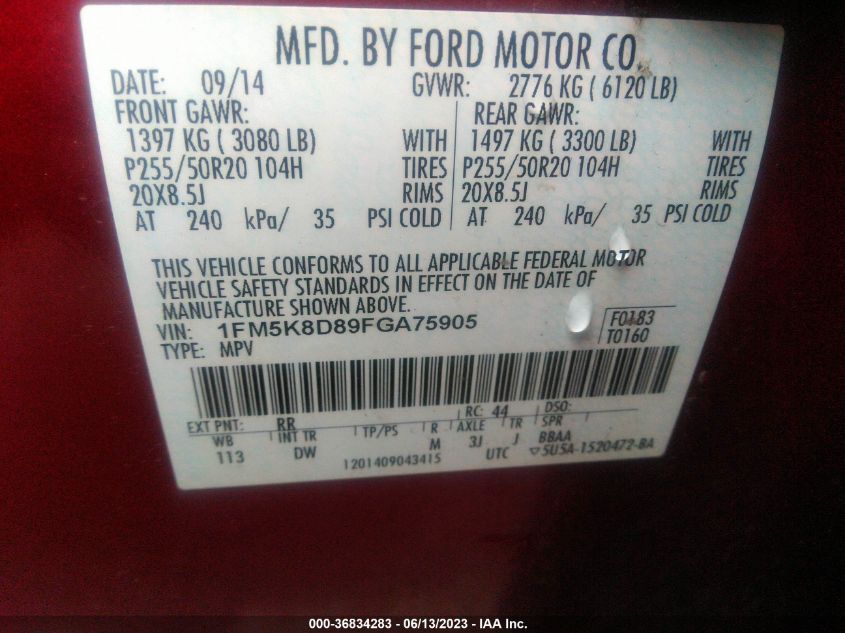 MFD. BY FORD MOTOR CO.
DATE: 09/14 GVWR: 2776 KG ( 6120 LB)
FRONT GAWR: REAR GAWR:
1397 KG ( 3080 LB) WITH 1497 KG ( 3300 LB) WITH
P255/50R20 104H TIRES P255/50R20 104H TIRES
20X8.5J RIMS 20X8.5J RIMS
AT 240 kPa/ 35 PSI COLD AT 240 kPa/ 35 PSI COLD
THIS VEHICLE CONFORMS TO ALL APPLICABLE FEDERAL MOTOR
VEHICLE SAFETY STANDARDS IN EFFECT ON THE DATE OF
MANUFACTURE SHOWN ABOVE.
VIN: 1FM5K8D89FGA75905 F0183
TYPE: MPV T0160
EXT PNT: RR RC: 44 DSO:
WB INT TR TP/PS R AXLE TR SPR
113 DW M 3J J BBAA
1201409043415 UTC ▽5U5A-1520472-BA
000-36834283 - 06/13/2023 - IAA Inc.